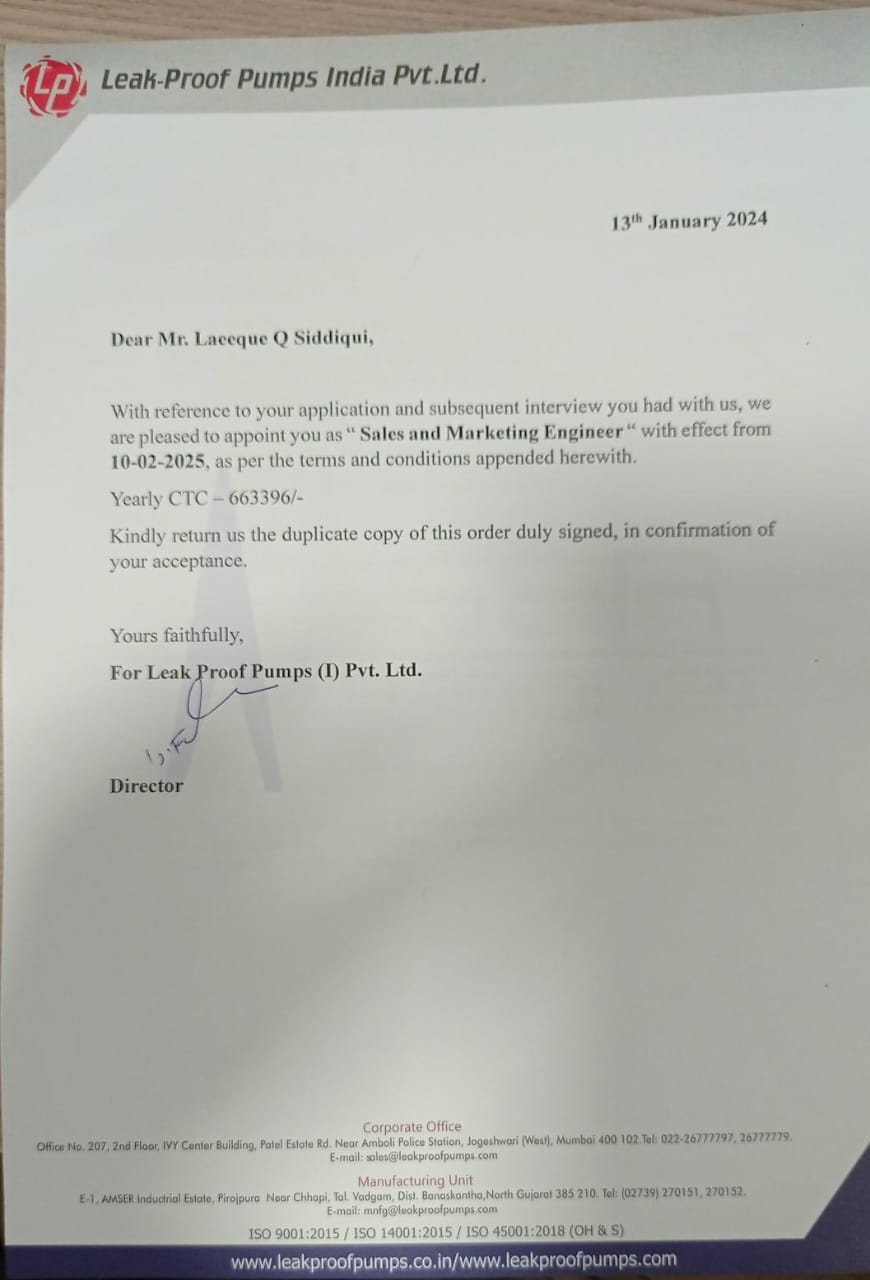 LP Leak-Proof Pumps India Pvt.Ltd.
13th January 2024
Dear Mr. Laeeque Q Siddiqui,
With reference to your application and subsequent interview you had with us, we
are pleased to appoint you as “ Sales and Marketing Engineer “ with effect from
10-02-2025, as per the terms and conditions appended herewith.
Yearly CTC – 663396/-
Kindly return us the duplicate copy of this order duly signed, in confirmation of
your acceptance.
Yours faithfully,
For Leak Proof Pumps (I) Pvt. Ltd.
Director
Corporate Office
Office No. 207, 2nd Floor, IVY Center Building, Patel Estate Rd. Near Amboli Police Station, Jogeshwari (West), Mumbai 400 102.Tel: 022-26777797, 26777779.
E-mail: sales@leakproofpumps.com
Manufacturing Unit
E-1, AMSER Inductrial Estate, Pirojpura Near Chhapi, Tal. Vadgam, Dist. Banaskantha,North Gujarat 385 210. Tel: (02739) 270151, 270152.
E-mail: mnfg@leakproofpumps.com
ISO 9001:2015 / ISO 14001:2015 / ISO 45001:2018 (OH & S)
www.leakproofpumps.co.in/www.leakproofpumps.com